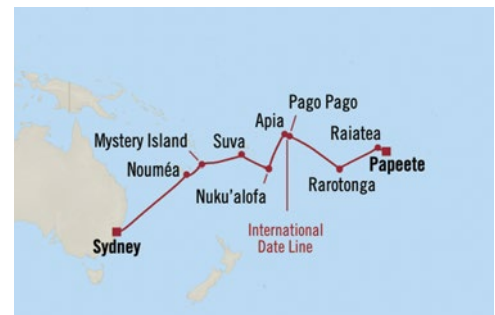 Pago Pago
Apia
Raiatea
Mystery Island
Suva
Papeete
Nouméa
Nuku'alofa
Rarotonga
International
Date Line
Sydney